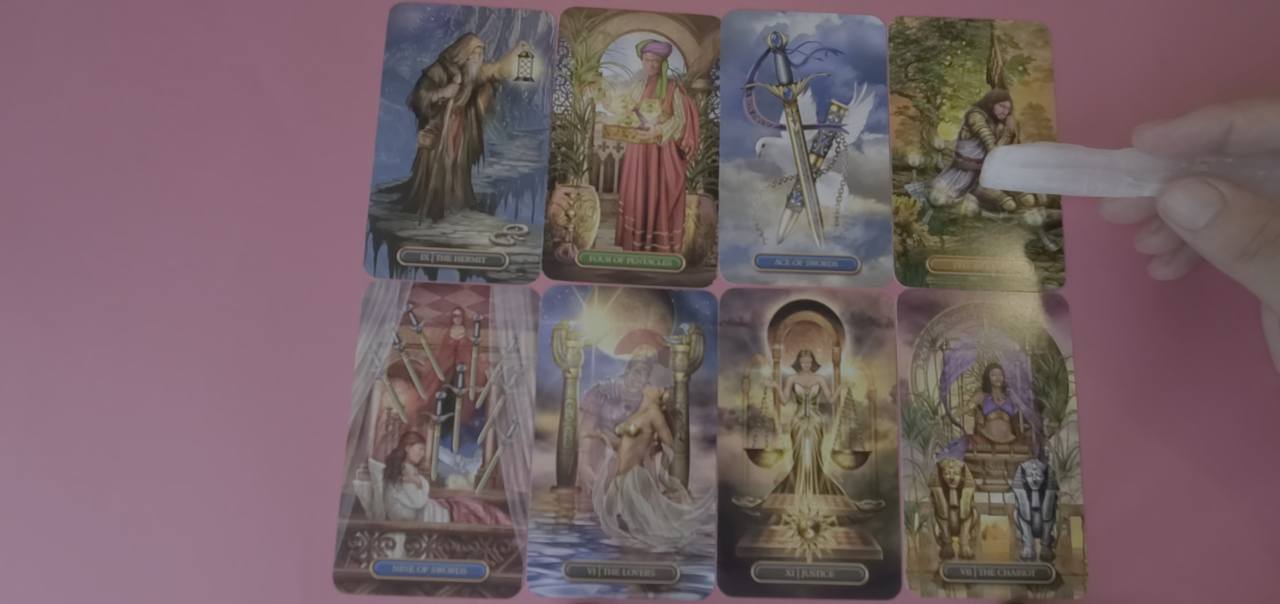 IX | THE HERMIT
FOUR OF PENTACLES
ACE OF SWORDS
NINE OF SWORDS
VI | THE LOVERS
XI | JUSTICE
VII | THE CHARIOT